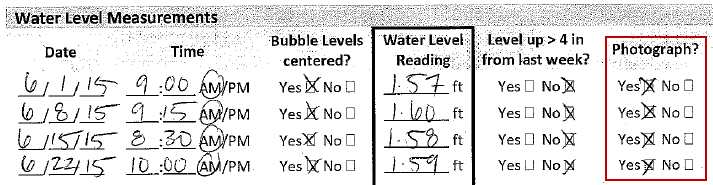 Water Level Measurements
Date Time Bubble Levels centered? Water Level Reading Level up > 4 in from last week? Photograph?
6/1/15 9:00 AM/PM Yes ☒ No ☐ 1.57 ft Yes ☐ No ☒ Yes ☒ No ☐
6/8/15 9:15 AM/PM Yes ☒ No ☐ 1.60 ft Yes ☐ No ☒ Yes ☒ No ☐
6/15/15 8:30 AM/PM Yes ☒ No ☐ 1.58 ft Yes ☐ No ☒ Yes ☒ No ☐
6/22/15 10:00 AM/PM Yes ☒ No ☐ 1.59 ft Yes ☐ No ☒ Yes ☒ No ☐